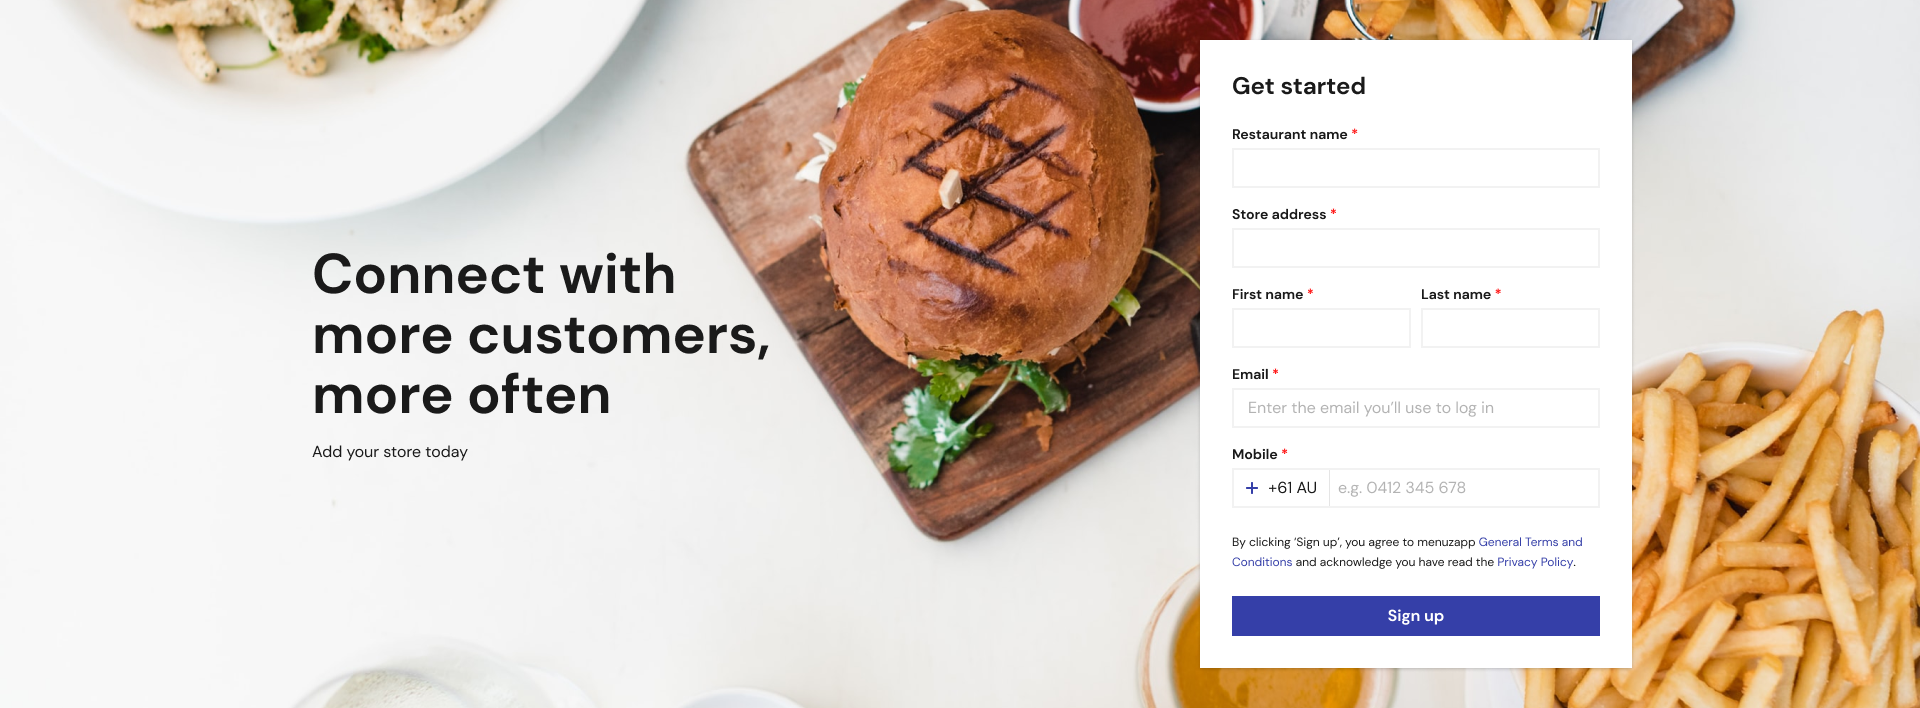 Connect with
more customers,
more often
Add your store today
Get started
Restaurant name *
Store address *
First name * Last name *
Email *
Enter the email you’ll use to log in
Mobile *
+ +61 AU e.g. 0412 345 678
By clicking ‘Sign up’, you agree to menuzapp General Terms and
Conditions and acknowledge you have read the Privacy Policy.
Sign up